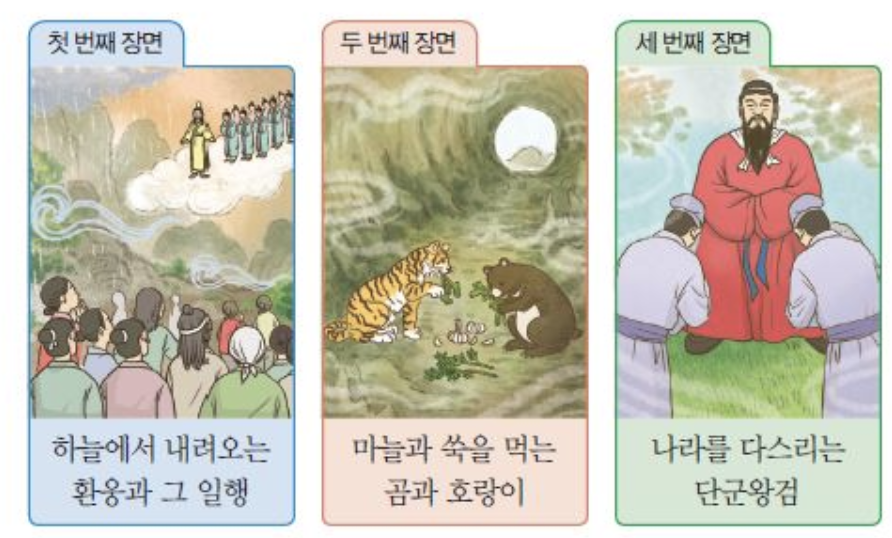 첫 번째 장면
하늘에서 내려오는
환웅과 그 일행
두 번째 장면
마늘과 쑥을 먹는
곰과 호랑이
세 번째 장면
나라를 다스리는
단군왕검